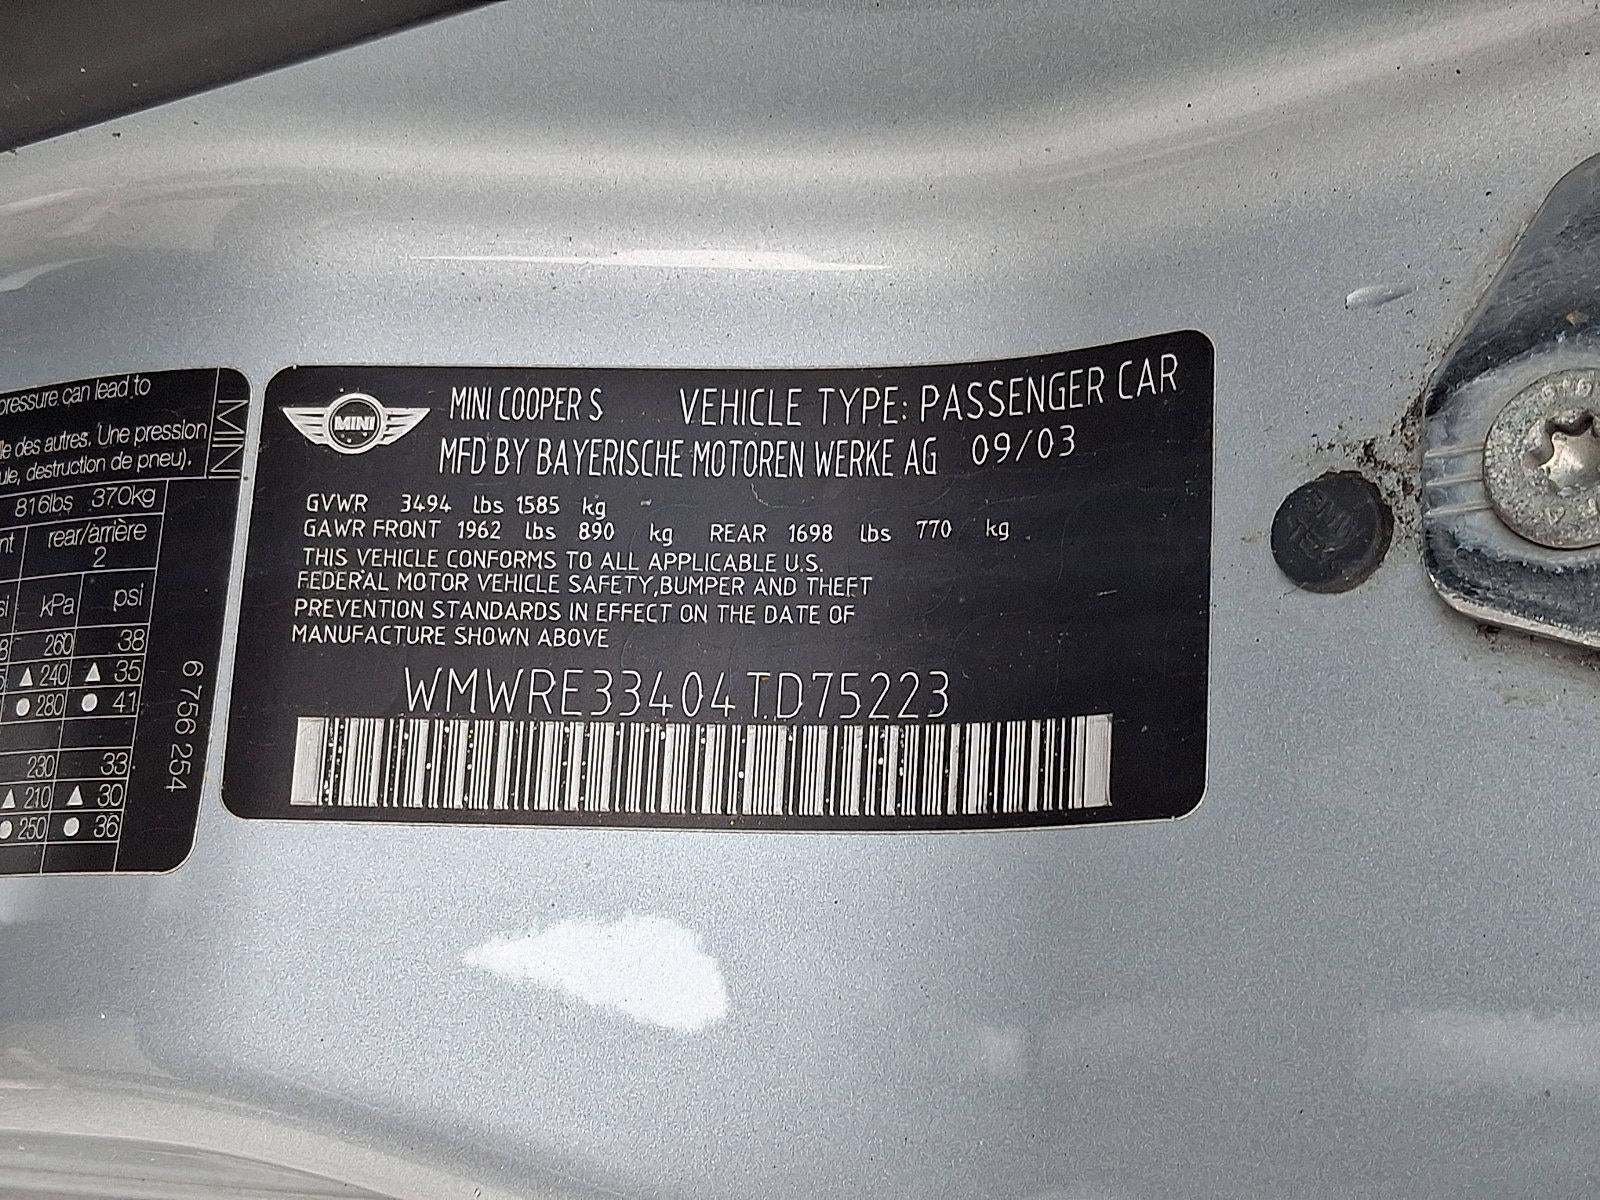 pressure can lead to
des autres. Une pression
destruction de pneu).
MINI
816lbs 370kg
rear/arrière
2
kPa psi
260 38
▲ 240 ▲ 35
● 280 ● 41
230 33
▲ 210 ▲ 30
● 250 ● 36
6 756 254
MINI
MINI COOPER S VEHICLE TYPE: PASSENGER CAR
MFD BY BAYERISCHE MOTOREN WERKE AG 09/03
GVWR 3494 lbs 1585 kg
GAWR FRONT 1962 lbs 890 kg REAR 1698 lbs 770 kg
THIS VEHICLE CONFORMS TO ALL APPLICABLE U.S.
FEDERAL MOTOR VEHICLE SAFETY,BUMPER AND THEFT
PREVENTION STANDARDS IN EFFECT ON THE DATE OF
MANUFACTURE SHOWN ABOVE
WMWRE33404TD75223